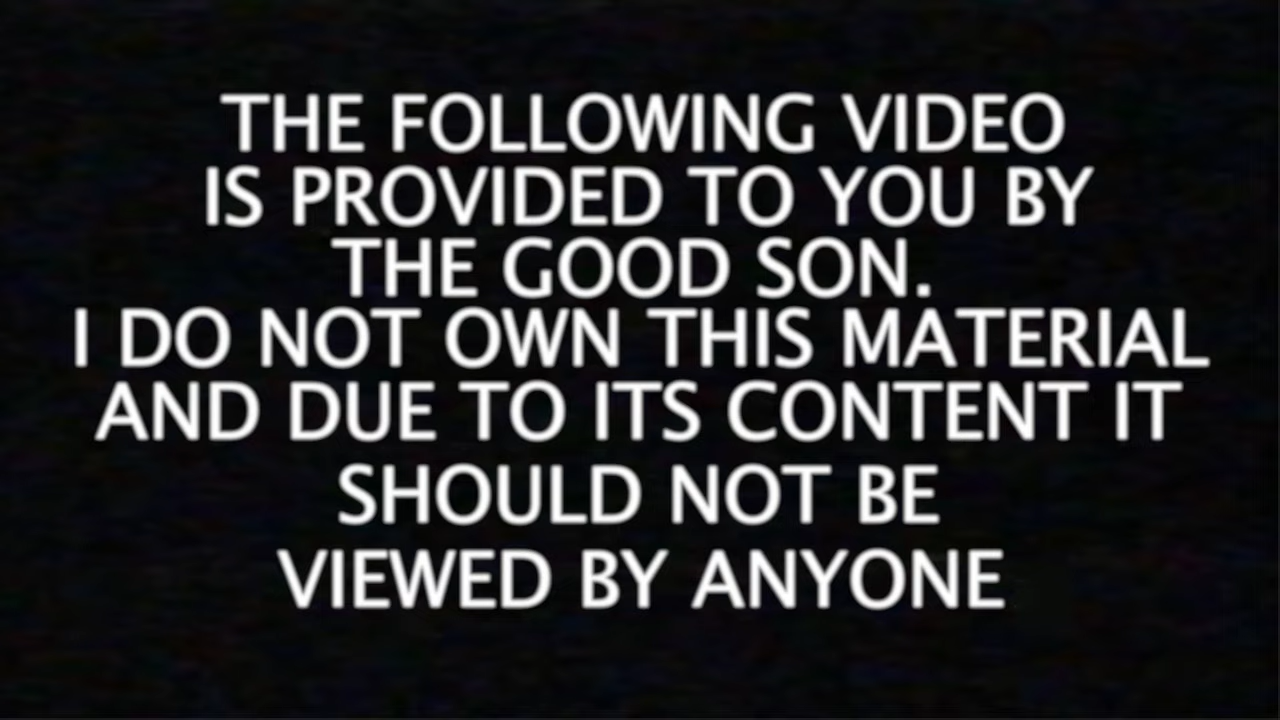 THE FOLLOWING VIDEO
IS PROVIDED TO YOU BY
THE GOOD SON.
I DO NOT OWN THIS MATERIAL
AND DUE TO ITS CONTENT IT
SHOULD NOT BE
VIEWED BY ANYONE